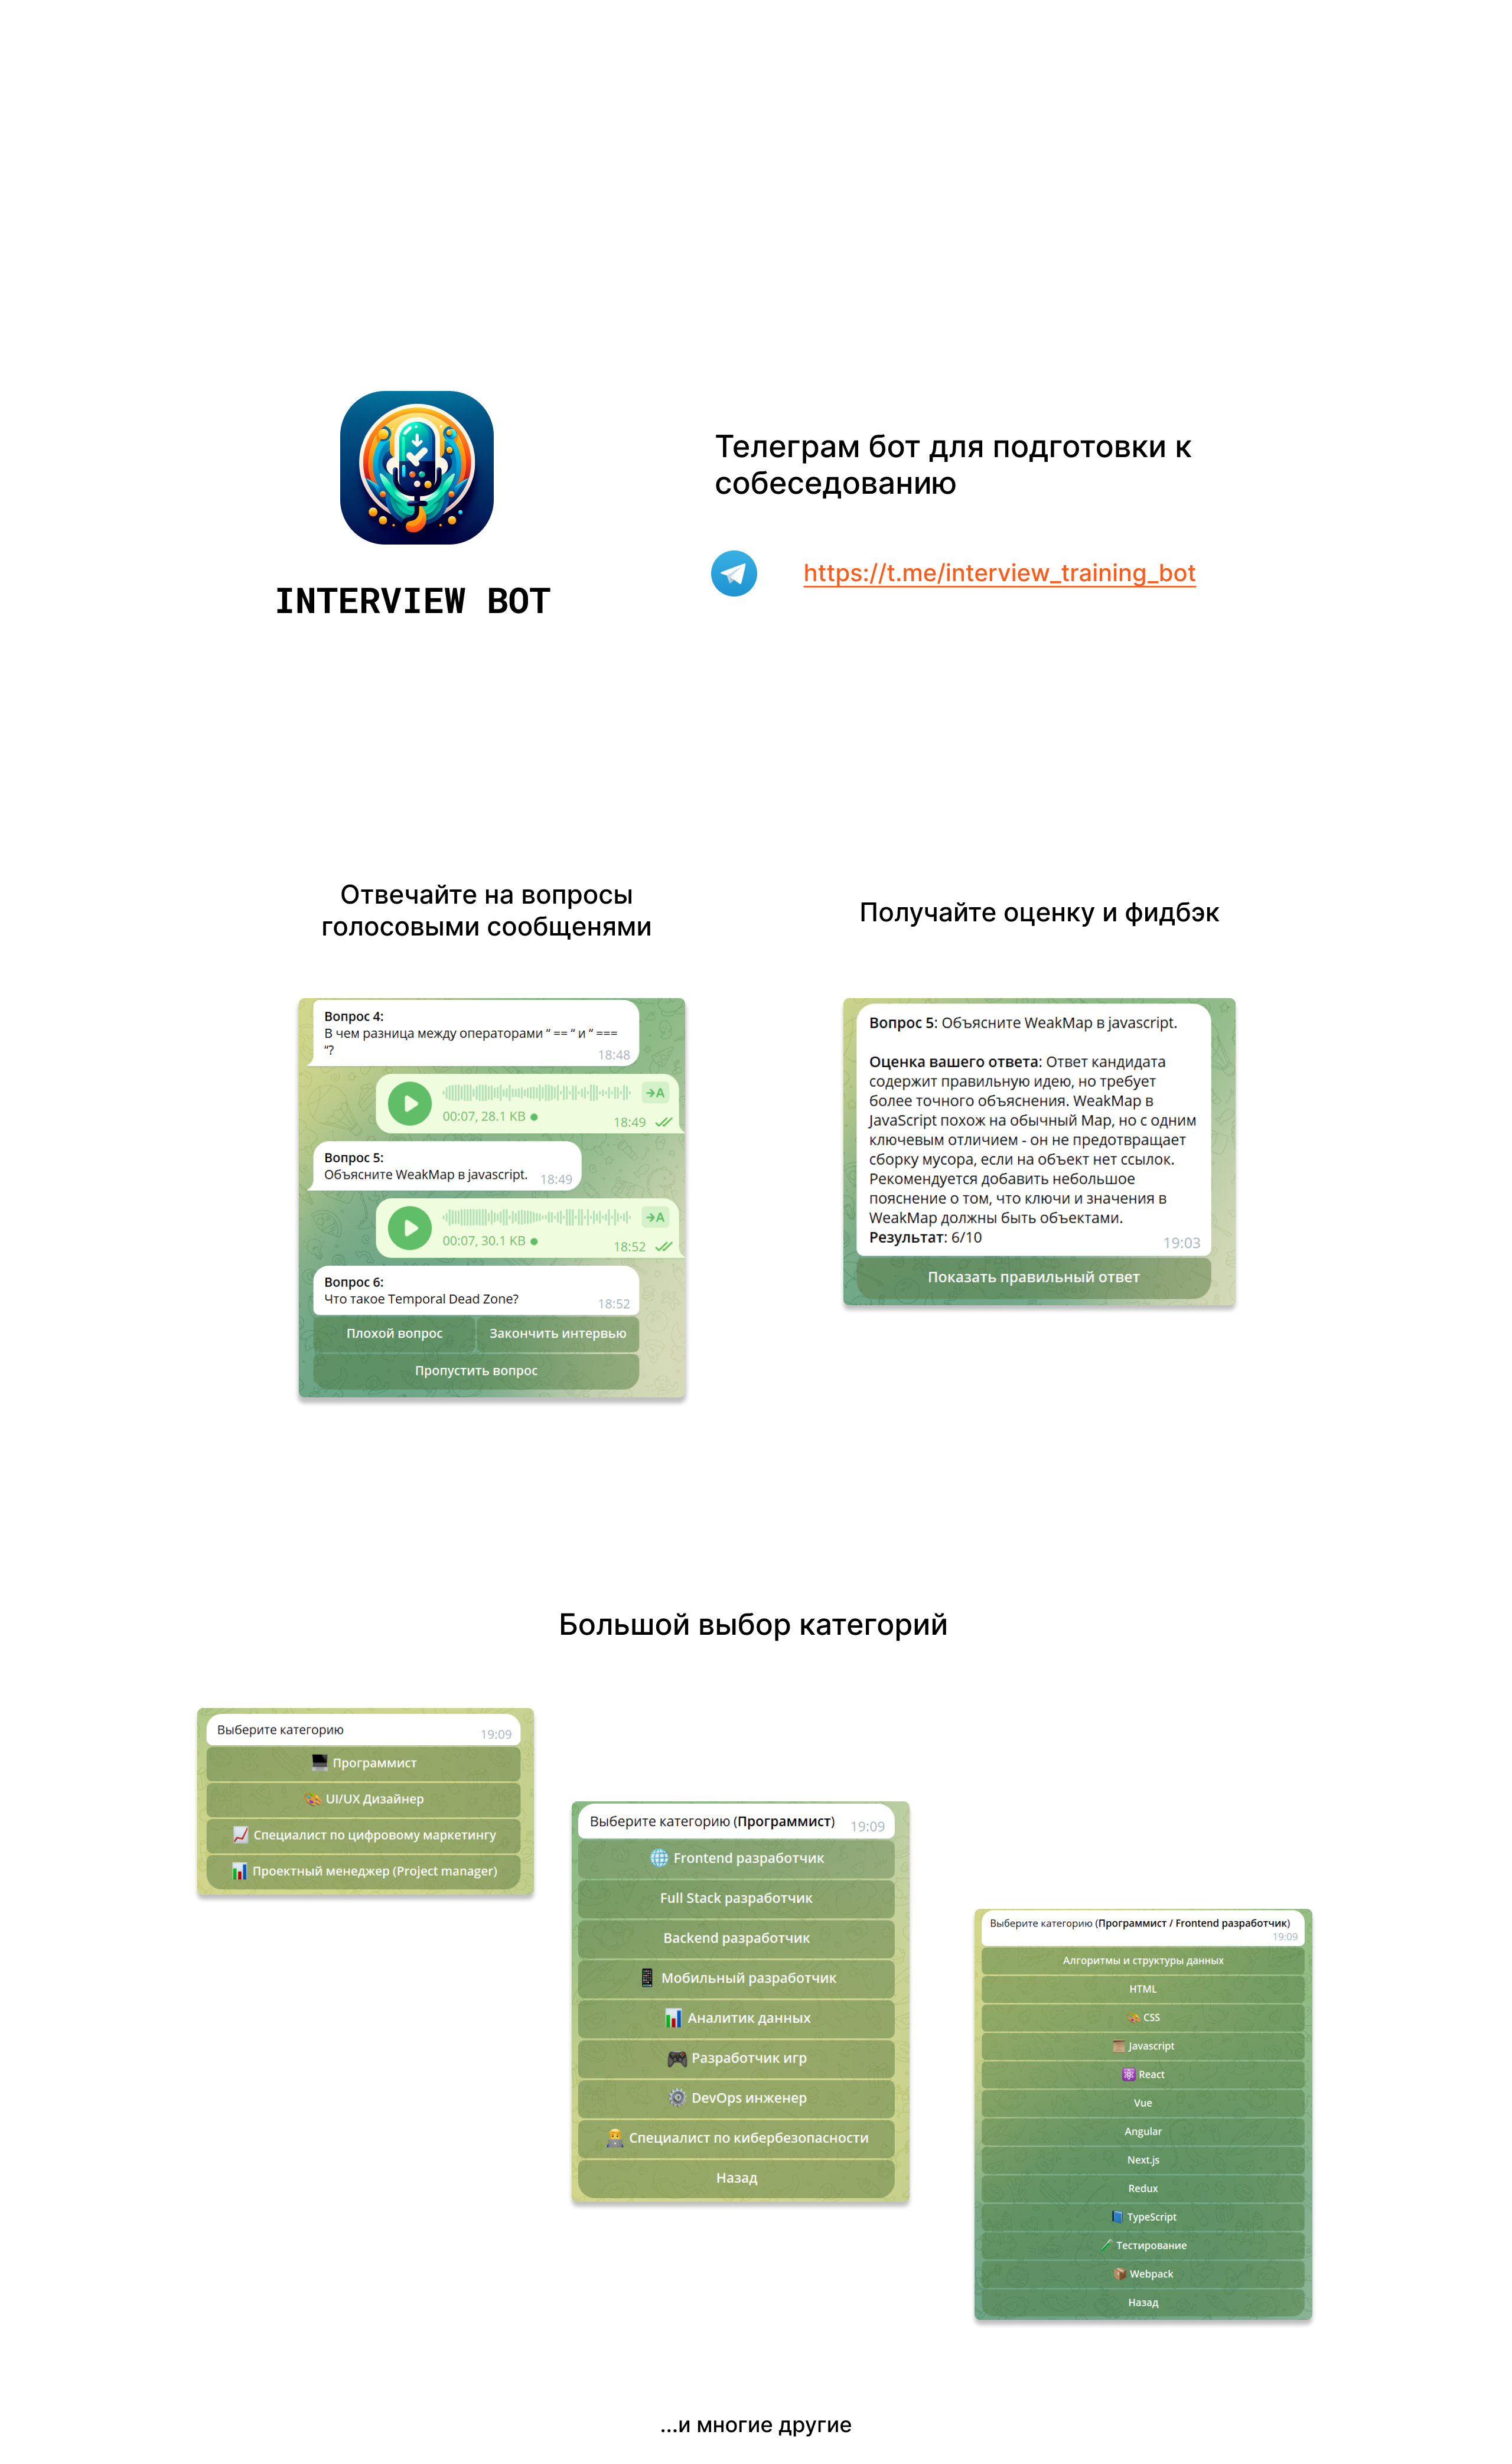 INTERVIEW BOT
Телеграм бот для подготовки к
собеседованию
https://t.me/interview_training_bot
Отвечайте на вопросы
голосовыми сообщенями
Вопрос 4:
В чем разница между операторами “ == “ и “ ===
“?
18:48
00:07, 28.1 KB
→A
18:49
Вопрос 5:
Объясните WeakMap в javascript.
18:49
00:07, 30.1 KB
→A
18:52
Вопрос 6:
Что такое Temporal Dead Zone?
18:52
Плохой вопрос
Закончить интервью
Пропустить вопрос
Получайте оценку и фидбэк
Вопрос 5: Объясните WeakMap в javascript.
Оценка вашего ответа: Ответ кандидата
содержит правильную идею, но требует
более точного объяснения. WeakMap в
JavaScript похож на обычный Map, но с одним
ключевым отличием - он не предотвращает
сборку мусора, если на объект нет ссылок.
Рекомендуется добавить небольшое
пояснение о том, что ключи и значения в
WeakMap должны быть объектами.
Результат: 6/10
19:03
Показать правильный ответ
Большой выбор категорий
Выберите категорию
19:09
Программист
UI/UX Дизайнер
Специалист по цифровому маркетингу
Проектный менеджер (Project manager)
Выберите категорию (Программист)
19:09
Frontend разработчик
Full Stack разработчик
Backend разработчик
Мобильный разработчик
Аналитик данных
Разработчик игр
DevOps инженер
Специалист по кибербезопасности
Назад
Выберите категорию (Программист / Frontend разработчик)
19:09
Алгоритмы и структуры данных
HTML
CSS
Javascript
React
Vue
Angular
Next.js
Redux
TypeScript
Тестирование
Webpack
Назад
...и многие другие